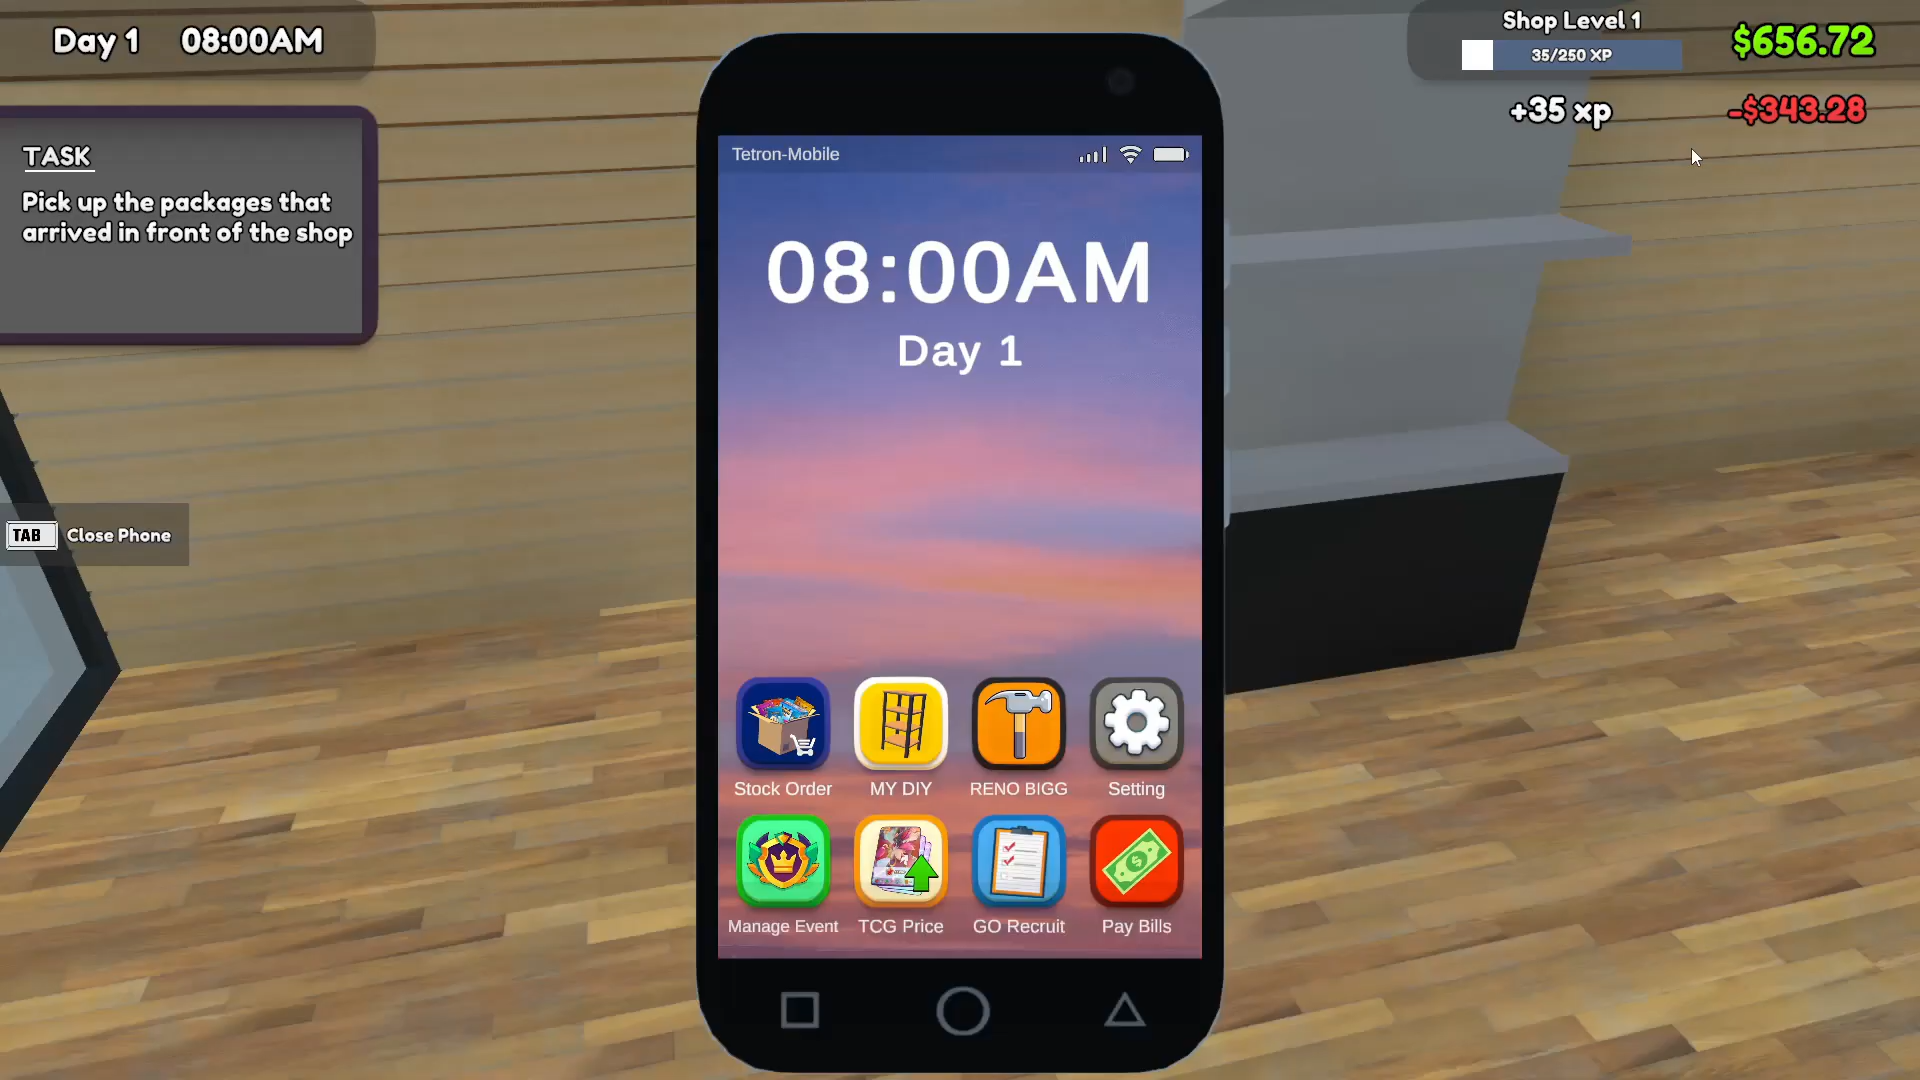 Day 1 08:00AM
Shop Level 1
35/250 XP
$656.72
+35 xp
-$343.28
TASK
Pick up the packages that
arrived in front of the shop
TAB Close Phone
Tetron-Mobile
08:00AM
Day 1
Stock Order
MY DIY
RENO BIGG
Setting
Manage Event
TCG Price
GO Recruit
Pay Bills